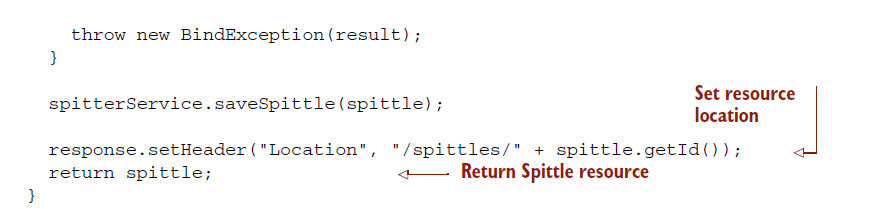 throw new BindException(result);
}
spitterService.saveSpittle(spittle);
Set resource
location
response.setHeader("Location", "/spittles/" + spittle.getId());
return spittle;
Return Spittle resource
}